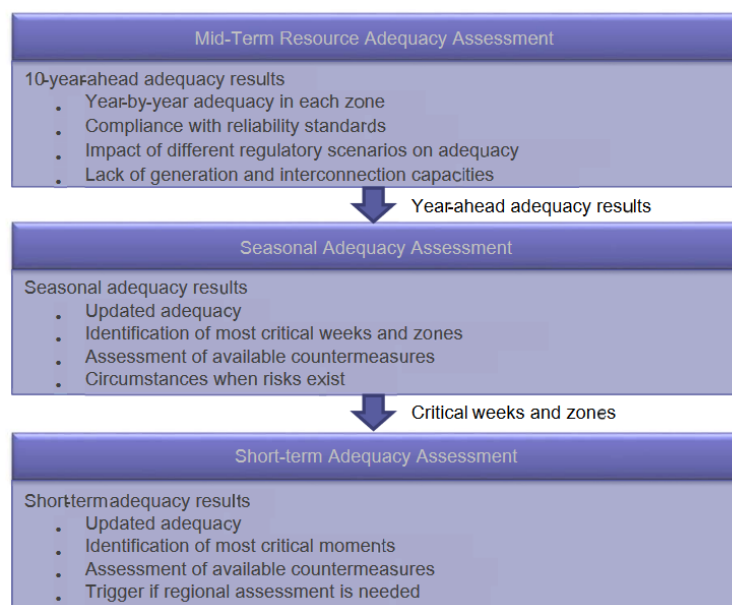 Mid-Term Resource Adequacy Assessment
10-year-ahead adequacy results
• Year-by-year adequacy in each zone
• Compliance with reliability standards
• Impact of different regulatory scenarios on adequacy
• Lack of generation and interconnection capacities
Year-ahead adequacy results
Seasonal Adequacy Assessment
Seasonal adequacy results
• Updated adequacy
• Identification of most critical weeks and zones
• Assessment of available countermeasures
• Circumstances when risks exist
Critical weeks and zones
Short-term Adequacy Assessment
Short-term adequacy results
• Updated adequacy
• Identification of most critical moments
• Assessment of available countermeasures
• Trigger if regional assessment is needed